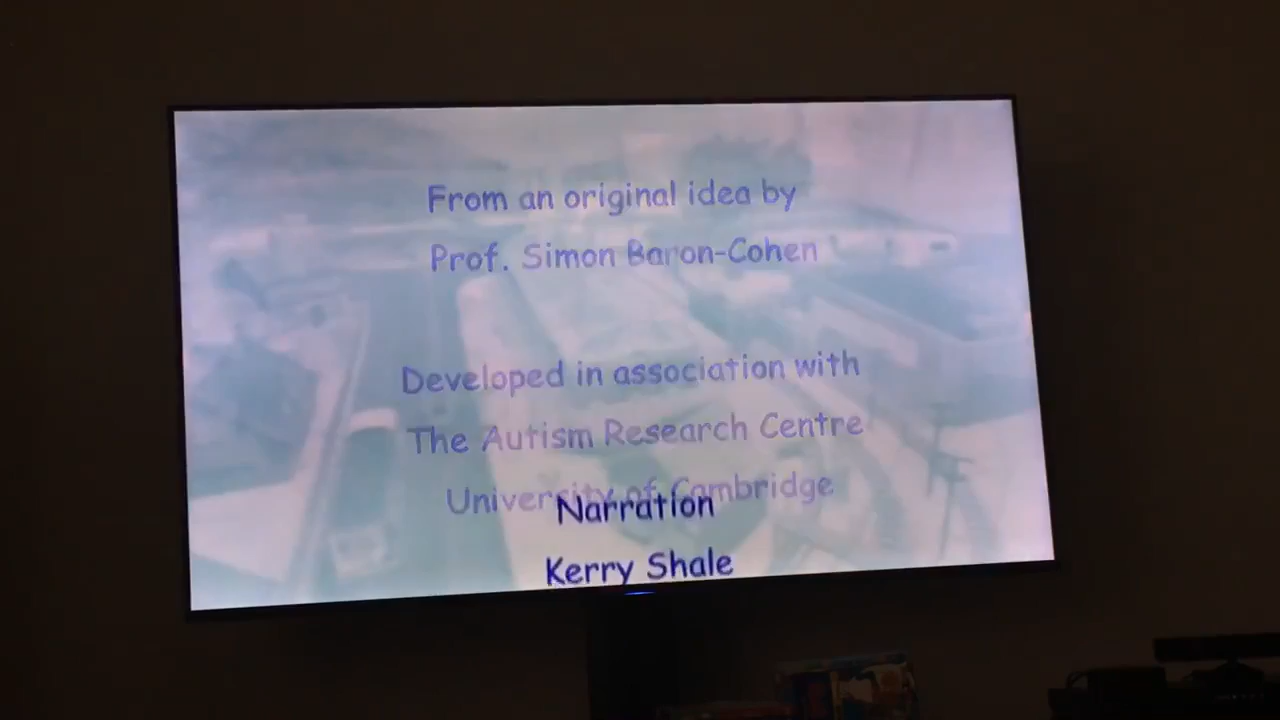 From an original idea by
Prof. Simon Baron-Cohen
Developed in association with
The Autism Research Centre
University of Cambridge
Narration
Kerry Shale